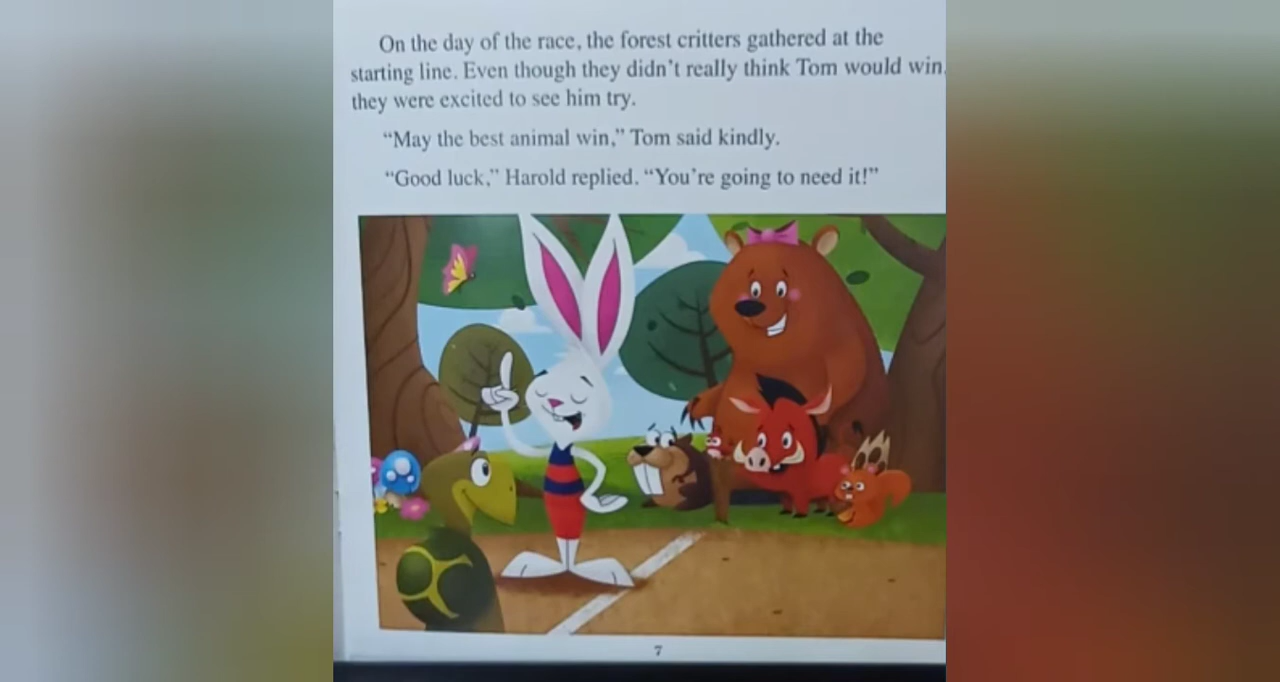 On the day of the race, the forest critters gathered at the
starting line. Even though they didn't really think Tom would win,
they were excited to see him try.
“May the best animal win,” Tom said kindly.
“Good luck,” Harold replied. “You're going to need it!”
7